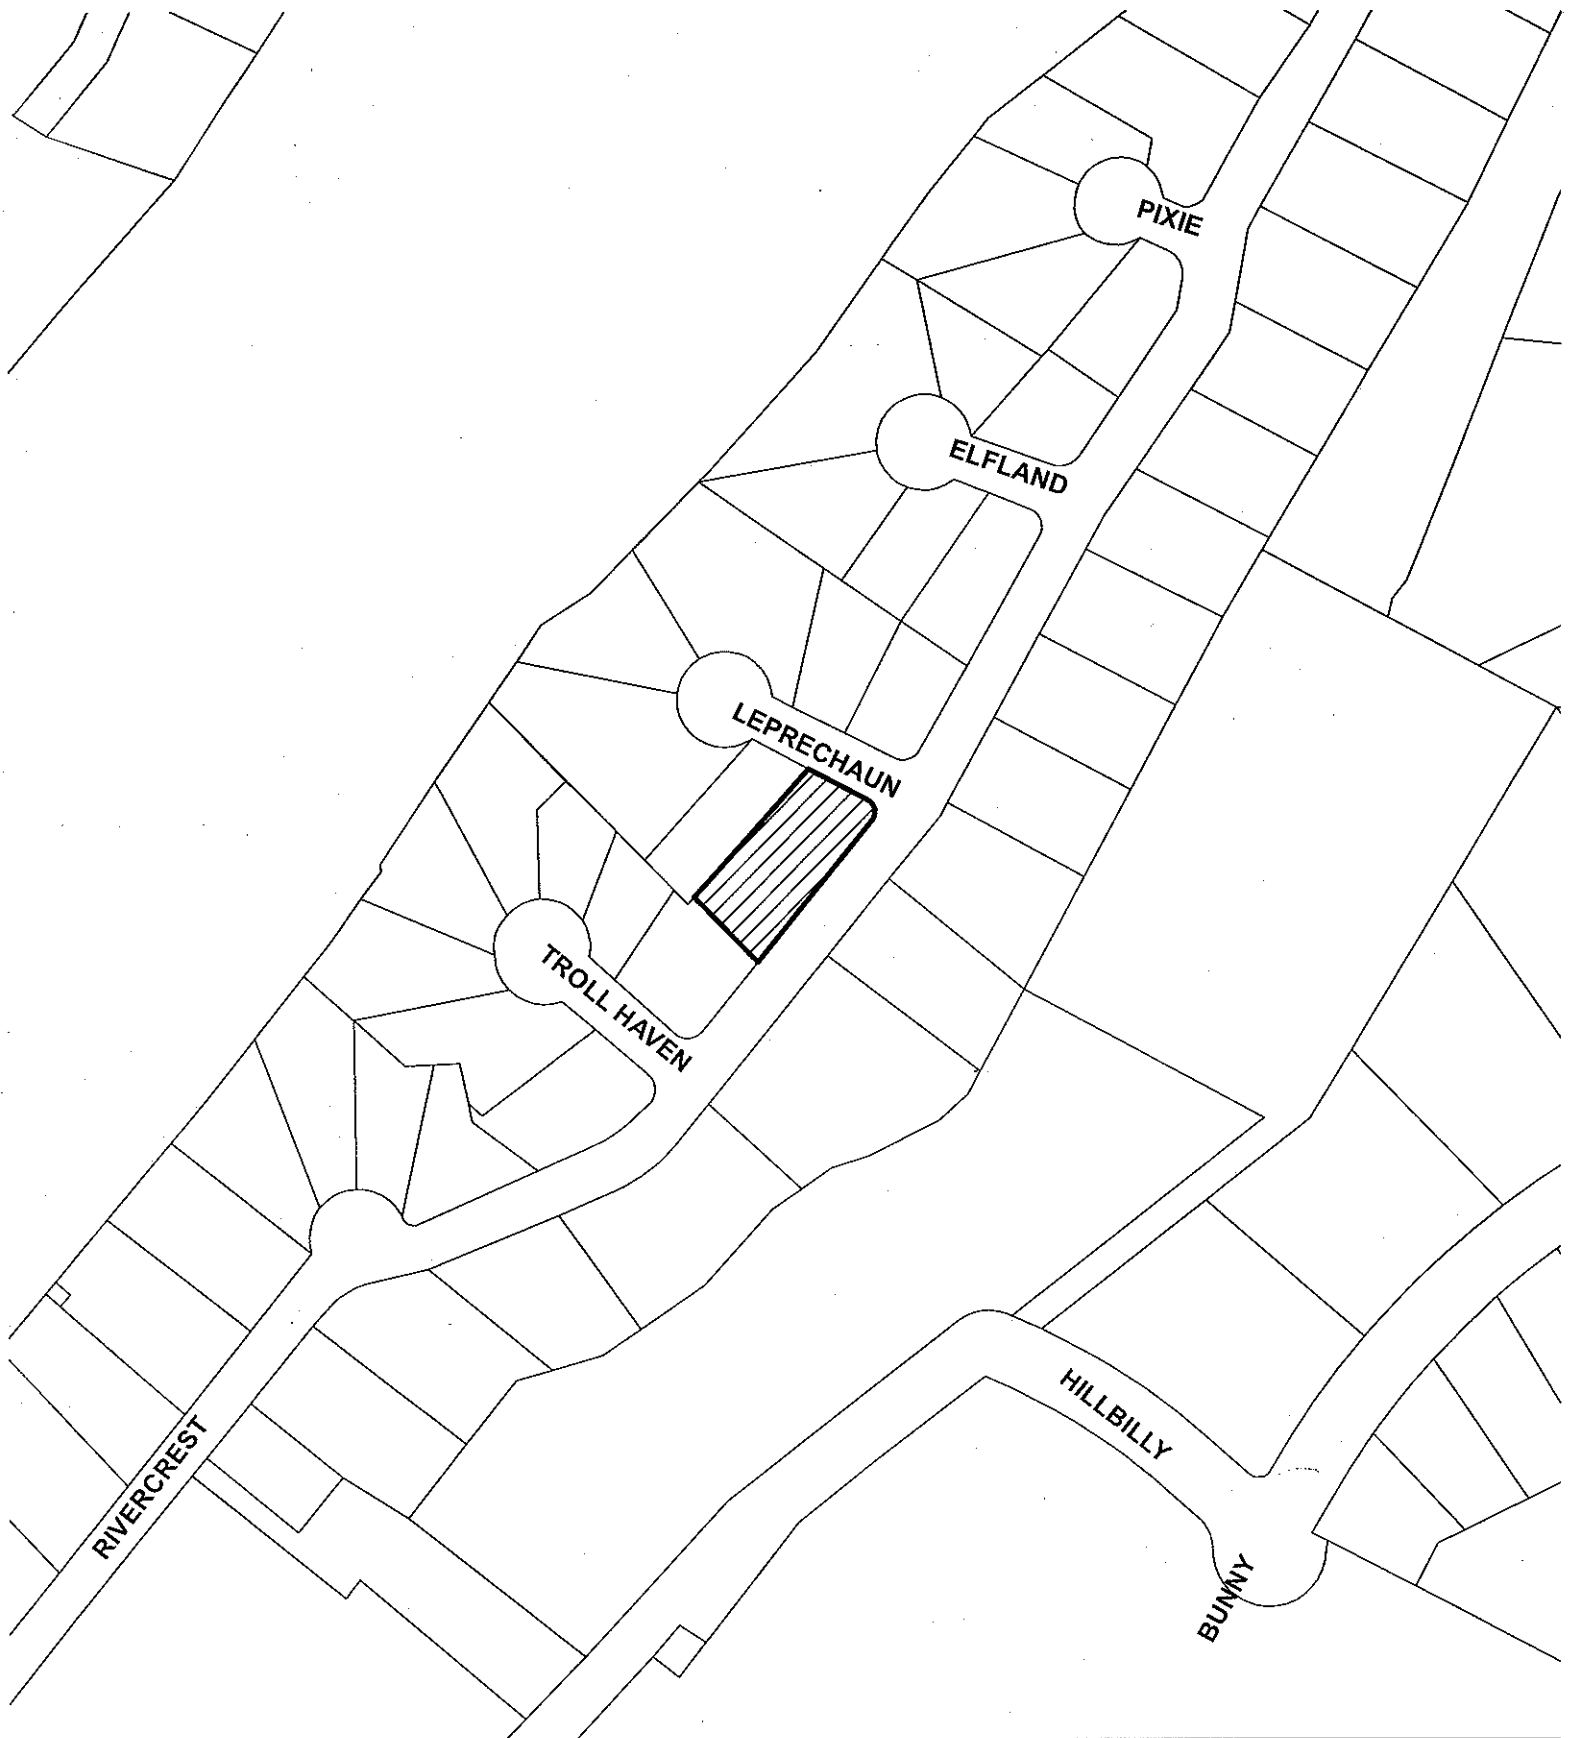 PIXIE
ELFLAND
LEPRECHAUN
TROLL HAVEN
HILLBILLY
RIVERCREST
BUNNY